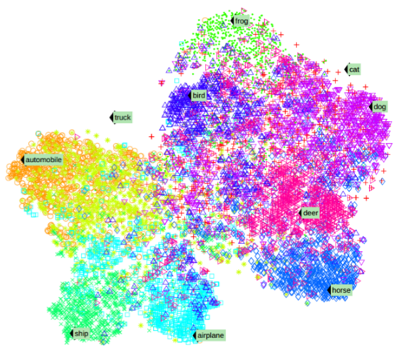 frog
cat
bird
dog
truck
automobile
deer
horse
ship
airplane